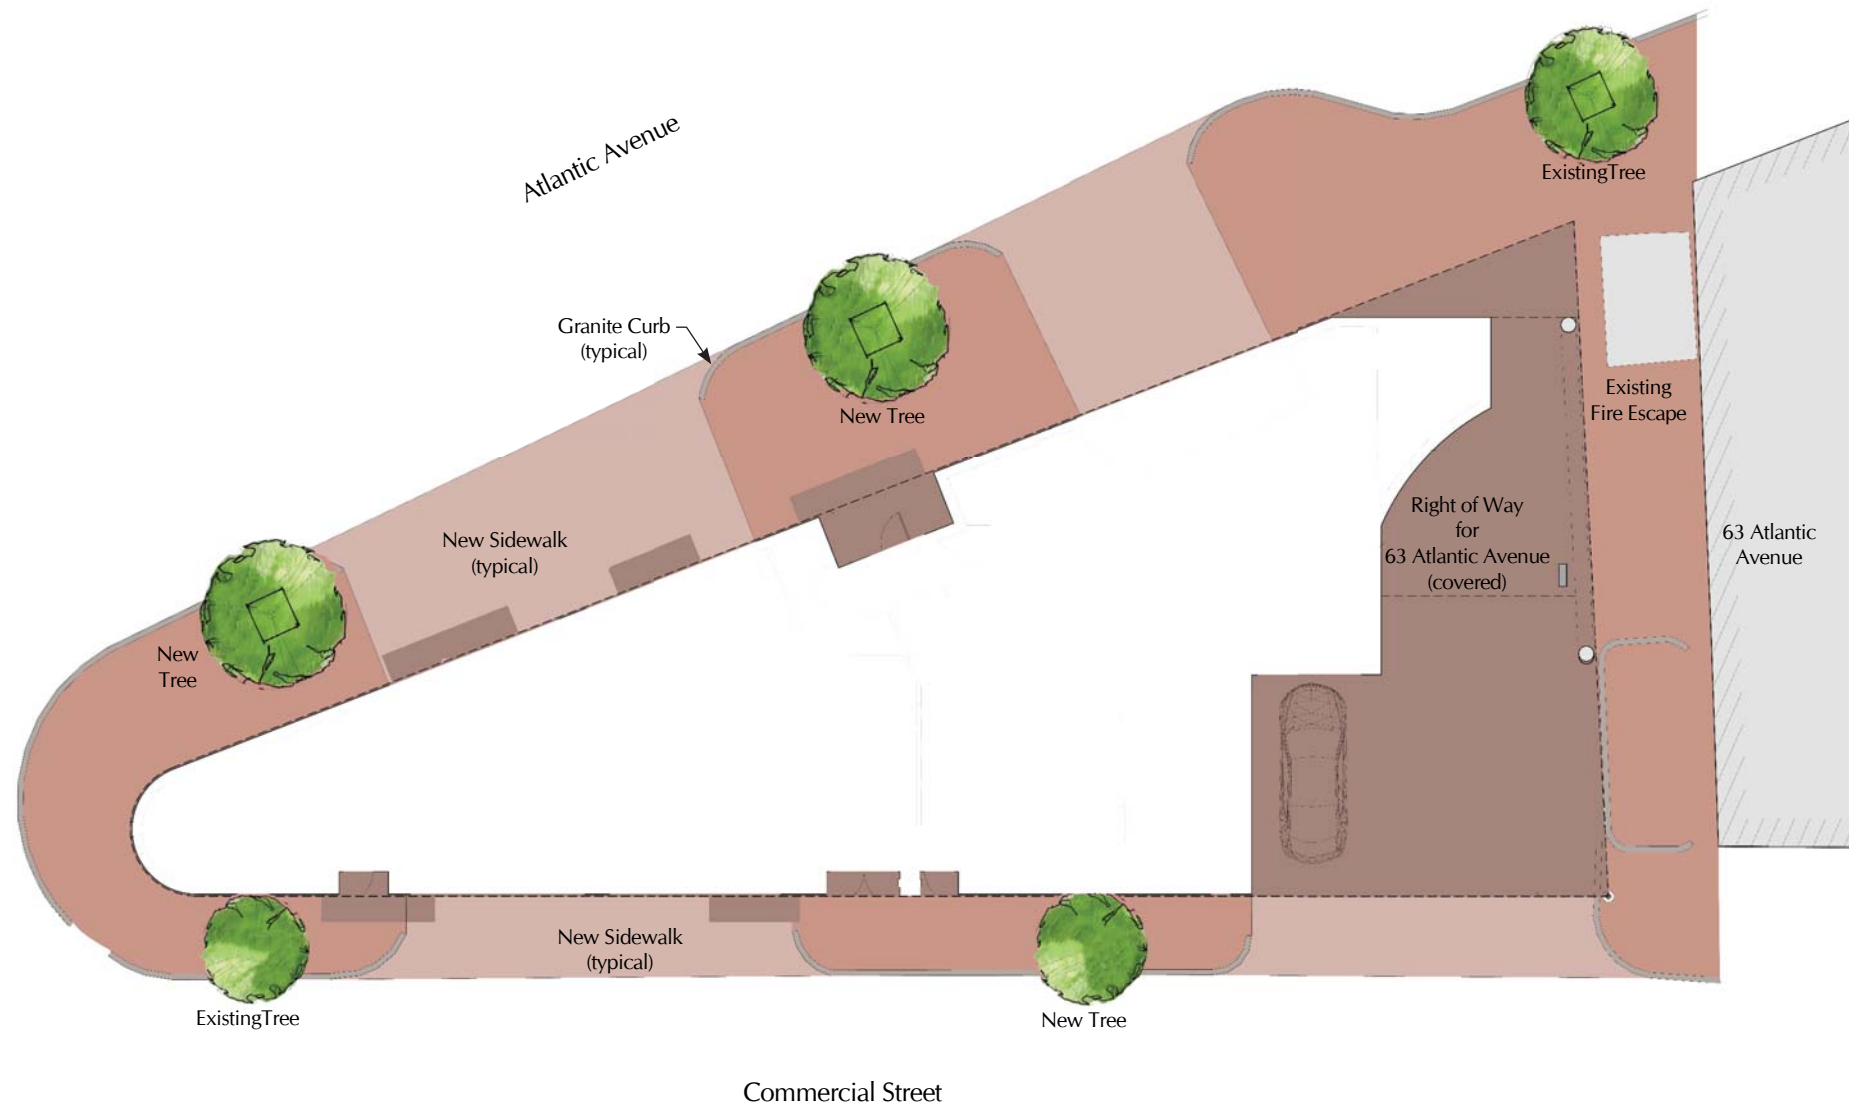 Atlantic Avenue
ExistingTree
Granite Curb
(typical)
New Tree
Existing
Fire Escape
Right of Way
for
63 Atlantic Avenue
(covered)
63 Atlantic
Avenue
New Sidewalk
(typical)
New
Tree
New Sidewalk
(typical)
ExistingTree
New Tree
Commercial Street